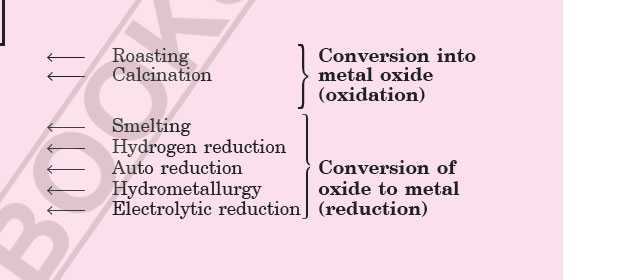 ← Roasting
← Calcination
Conversion into
metal oxide
(oxidation)
← Smelting
← Hydrogen reduction
← Auto reduction
← Hydrometallurgy
← Electrolytic reduction
Conversion of
oxide to metal
(reduction)
BOOK